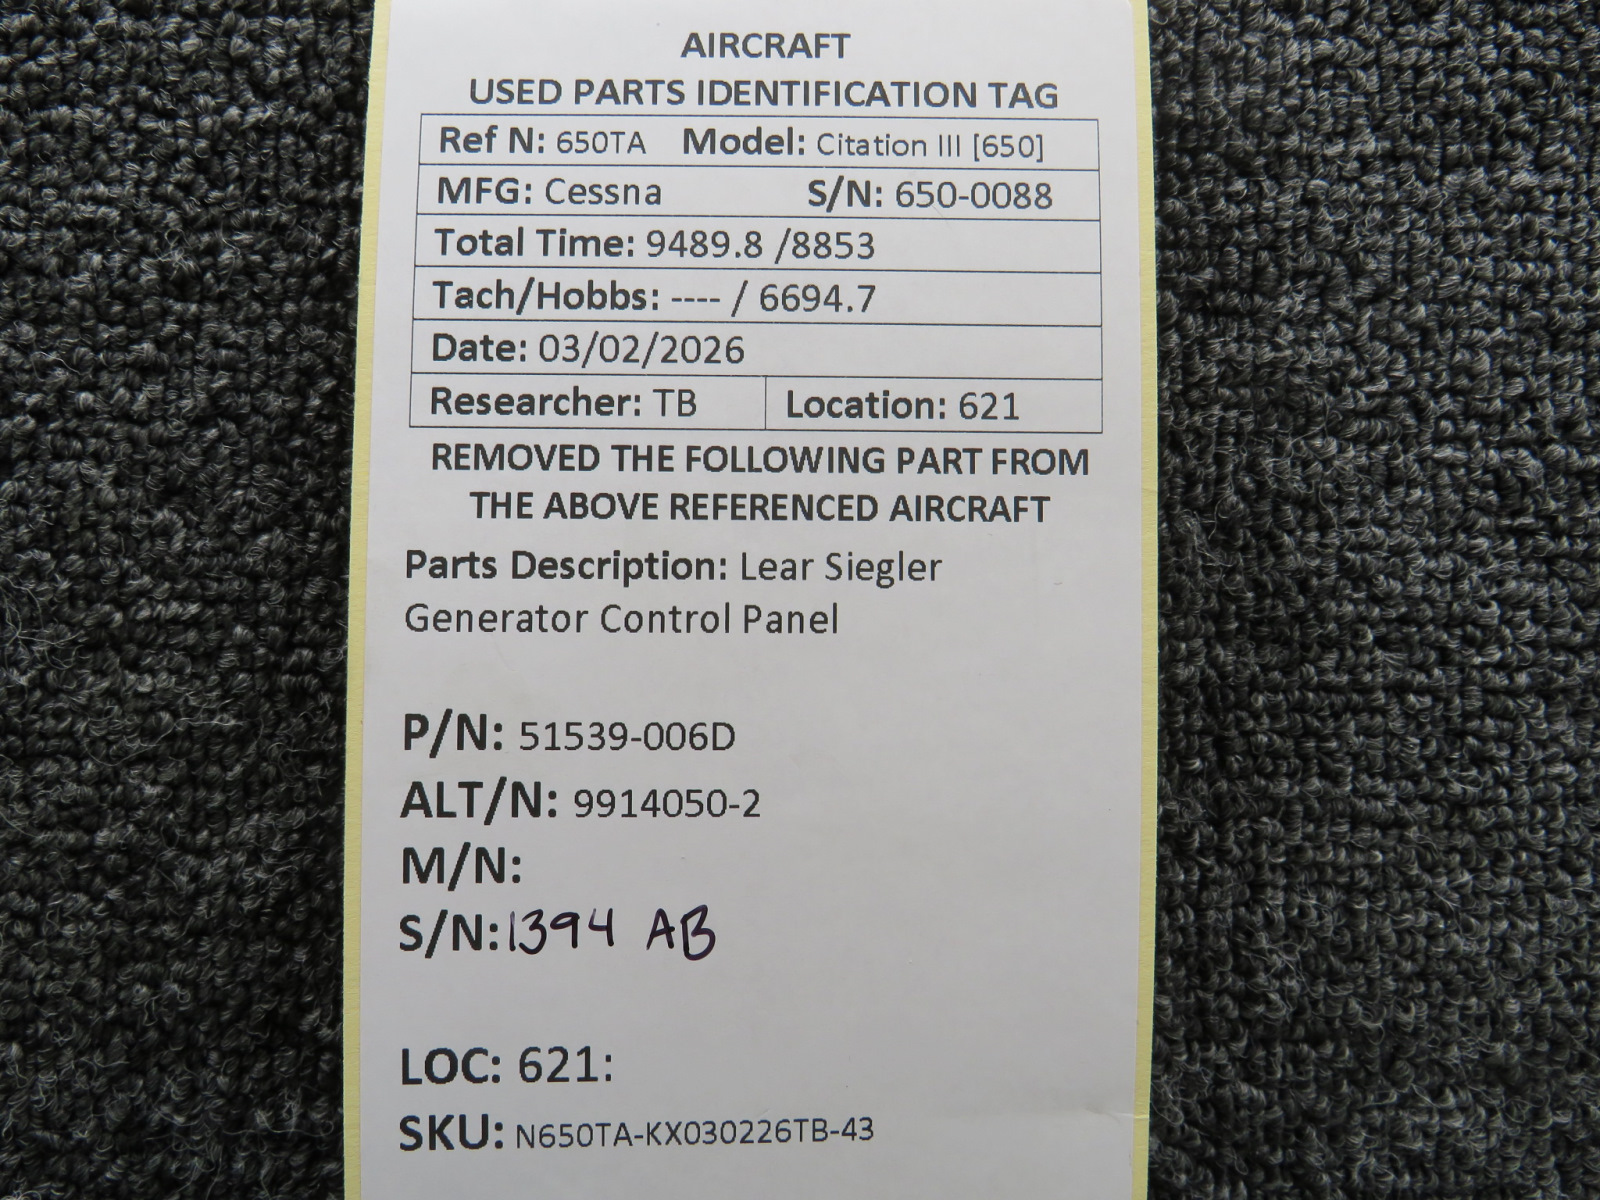 AIRCRAFT
USED PARTS IDENTIFICATION TAG
Ref N: 650TA Model: Citation III [650]
MFG: Cessna S/N: 650-0088
Total Time: 9489.8 /8853
Tach/Hobbs: ---- / 6694.7
Date: 03/02/2026
Researcher: TB Location: 621
REMOVED THE FOLLOWING PART FROM
THE ABOVE REFERENCED AIRCRAFT
Parts Description: Lear Siegler
Generator Control Panel
P/N: 51539-006D
ALT/N: 9914050-2
M/N:
S/N: 1394 AB
LOC: 621:
SKU: N650TA-KX030226TB-43